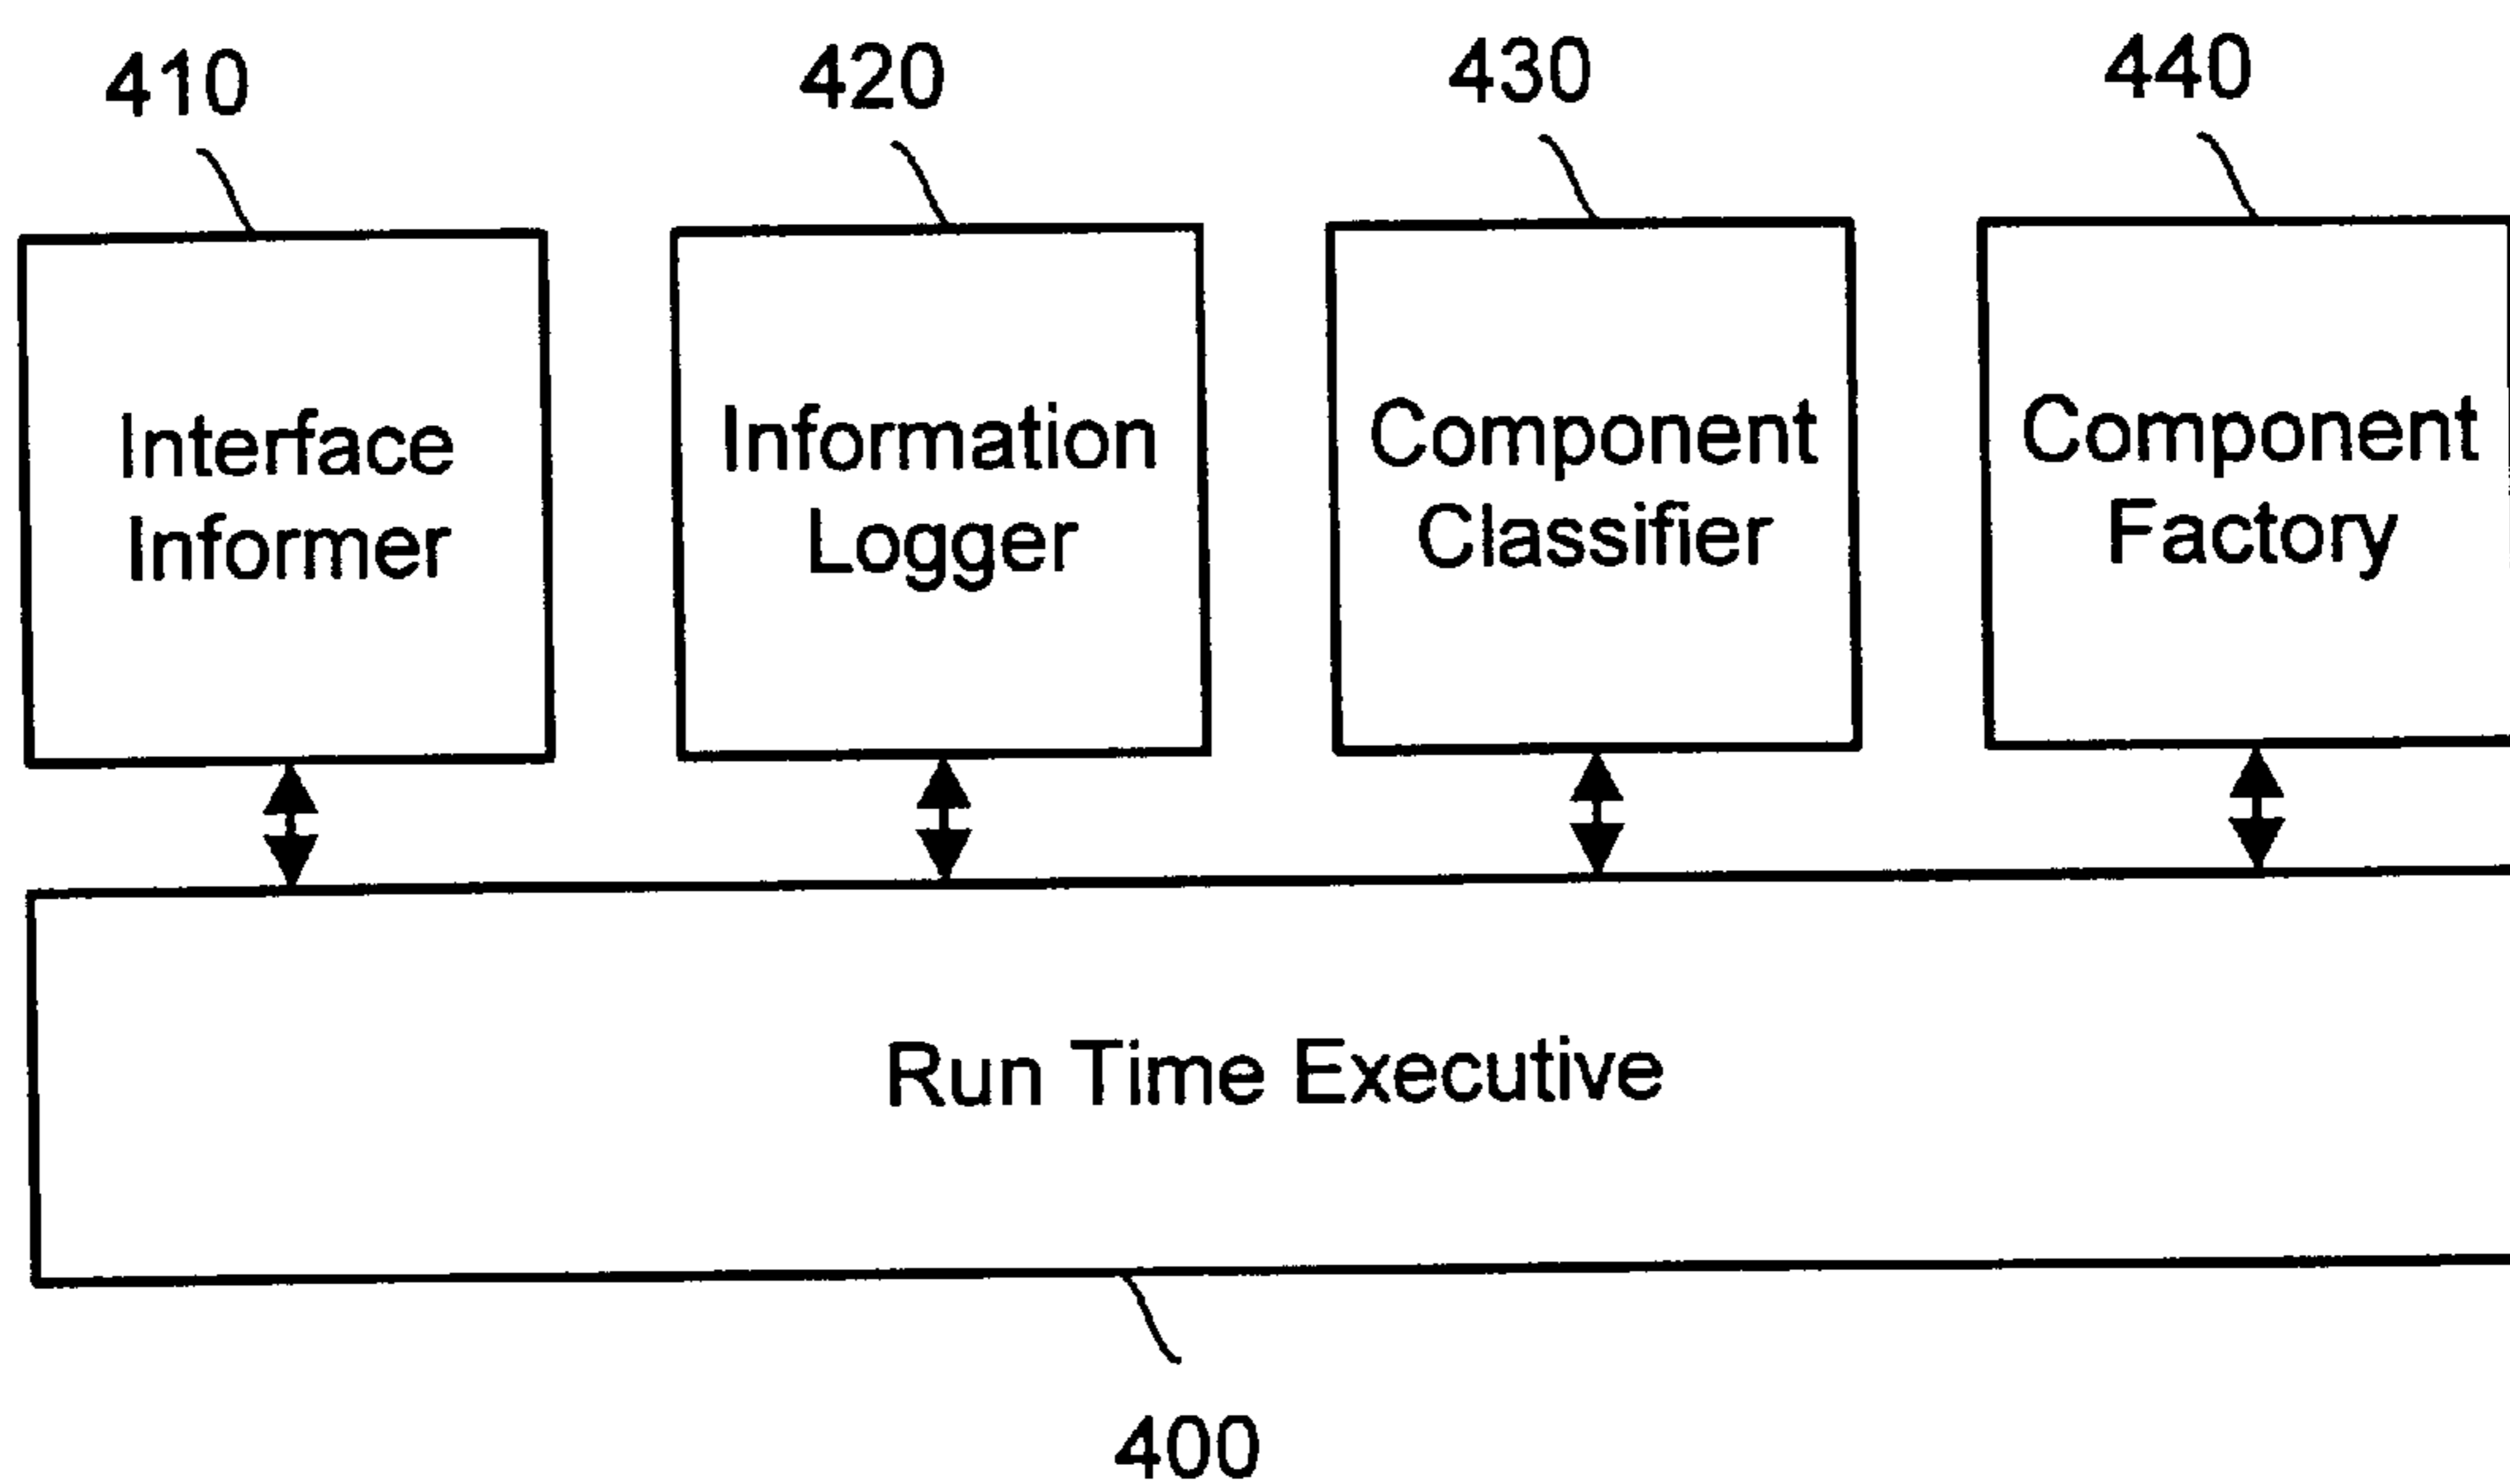 410
420
430
440
Interface
Informer
Information
Logger
Component
Classifier
Component
Factory
Run Time Executive
400